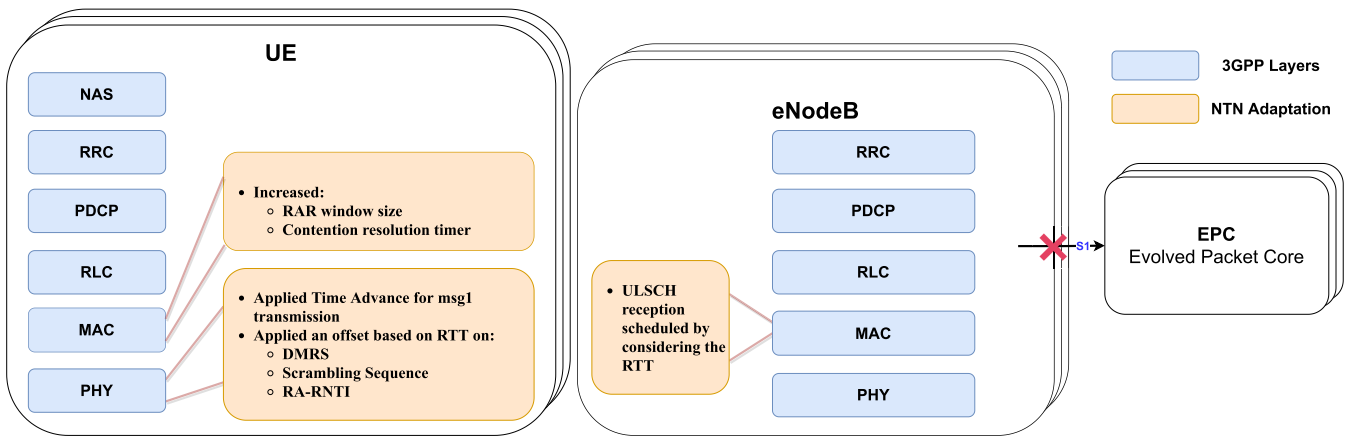 UE
NAS
RRC
PDCP
RLC
MAC
PHY
• Increased:
○ RAR window size
○ Contention resolution timer
• Applied Time Advance for msg1
transmission
• Applied an offset based on RTT on:
○ DMRS
○ Scrambling Sequence
○ RA-RNTI
eNodeB
RRC
PDCP
RLC
MAC
PHY
• ULSCH
reception
scheduled by
considering the
RTT
S1
3GPP Layers
NTN Adaptation
EPC
Evolved Packet Core